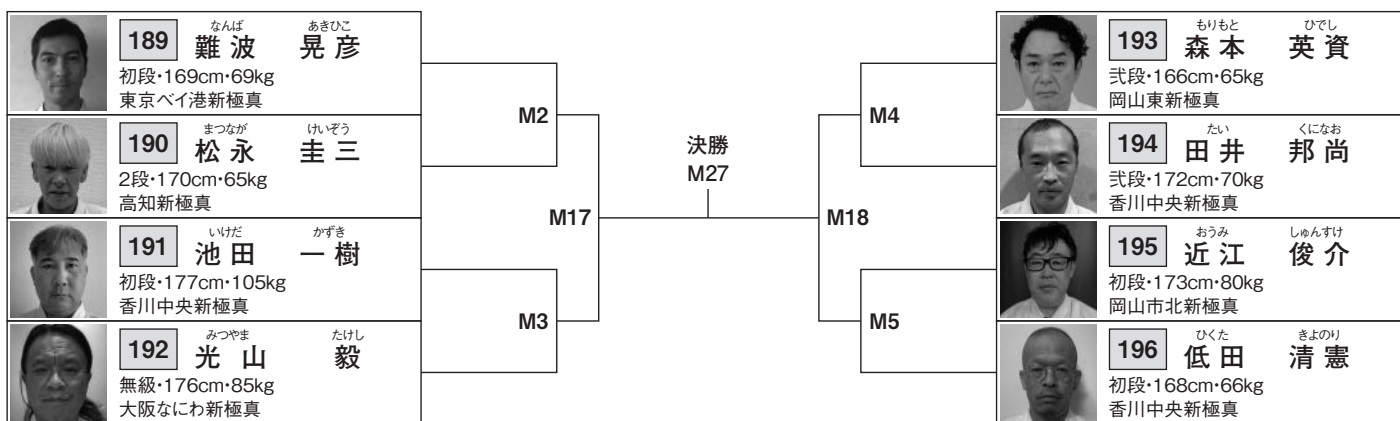 なんば あきひこ
189 難波 晃彦
初段・169cm・69kg
東京ベイ港新極真
まつなが けいぞう
190 松永 圭三
2段・170cm・65kg
高知新極真
いけだ かずき
191 池田 一樹
初段・177cm・105kg
香川中央新極真
みつやま たけし
192 光山 毅
無級・176cm・85kg
大阪なにわ新極真
M2
M3
M17
決勝
M27
M18
M4
M5
もりもと ひでし
193 森本 英資
弐段・166cm・65kg
岡山東新極真
たい くになお
194 田井 邦尚
弐段・172cm・70kg
香川中央新極真
おうみ しゅんすけ
195 近江 俊介
初段・173cm・80kg
岡山市北新極真
ひくた きよのり
196 低田 清憲
初段・168cm・66kg
香川中央新極真